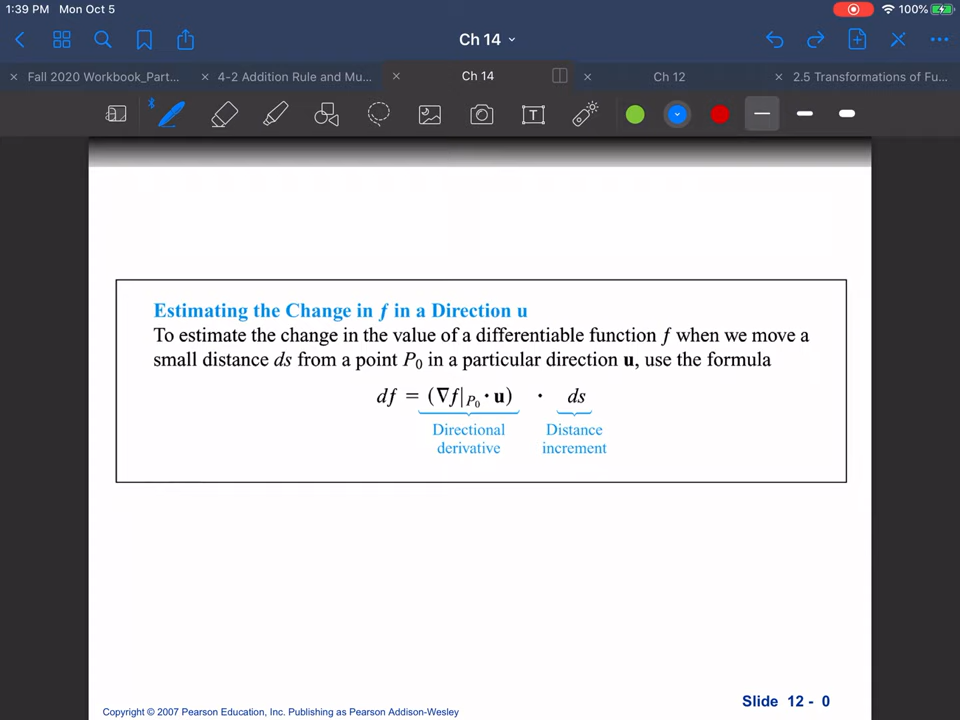 1:39 PM Mon Oct 5
100%
Ch 14
Fall 2020 Workbook_Part...
4-2 Addition Rule and Mu...
Ch 14
Ch 12
2.5 Transformations of Fu...
Estimating the Change in f in a Direction u
To estimate the change in the value of a differentiable function f when we move a
small distance ds from a point P₀ in a particular direction u, use the formula
df = (∇f|P₀ · u) · ds
Directional Distance
derivative increment
Slide 12 - 0
Copyright © 2007 Pearson Education, Inc. Publishing as Pearson Addison-Wesley